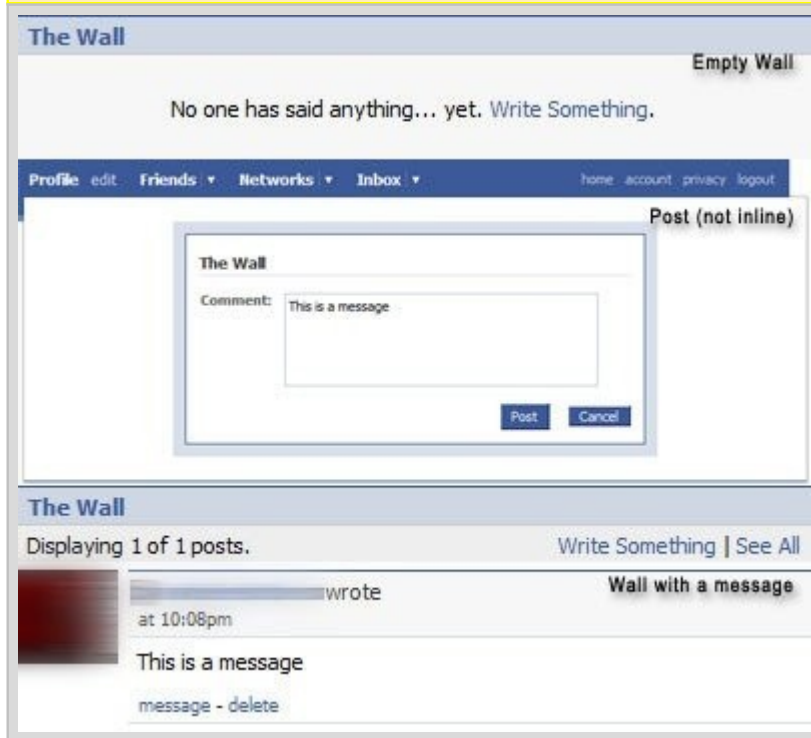 The Wall
Empty Wall
No one has said anything... yet. Write Something.
Profile edit Friends ▾ Networks ▾ Inbox ▾ home account privacy logout
Post (not inline)
The Wall
Comment: This is a message
Post Cancel
The Wall
Displaying 1 of 1 posts. Write Something | See All
wrote Wall with a message
at 10:08pm
This is a message
message - delete